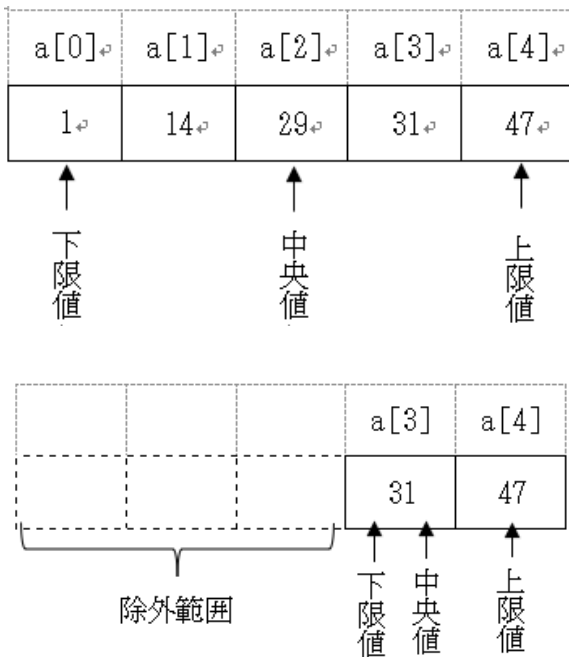 a[0] a[1] a[2] a[3] a[4]
1 14 29 31 47
下限値 中央値 上限値
a[3] a[4]
31 47
除外範囲 下限値 中央値 上限値